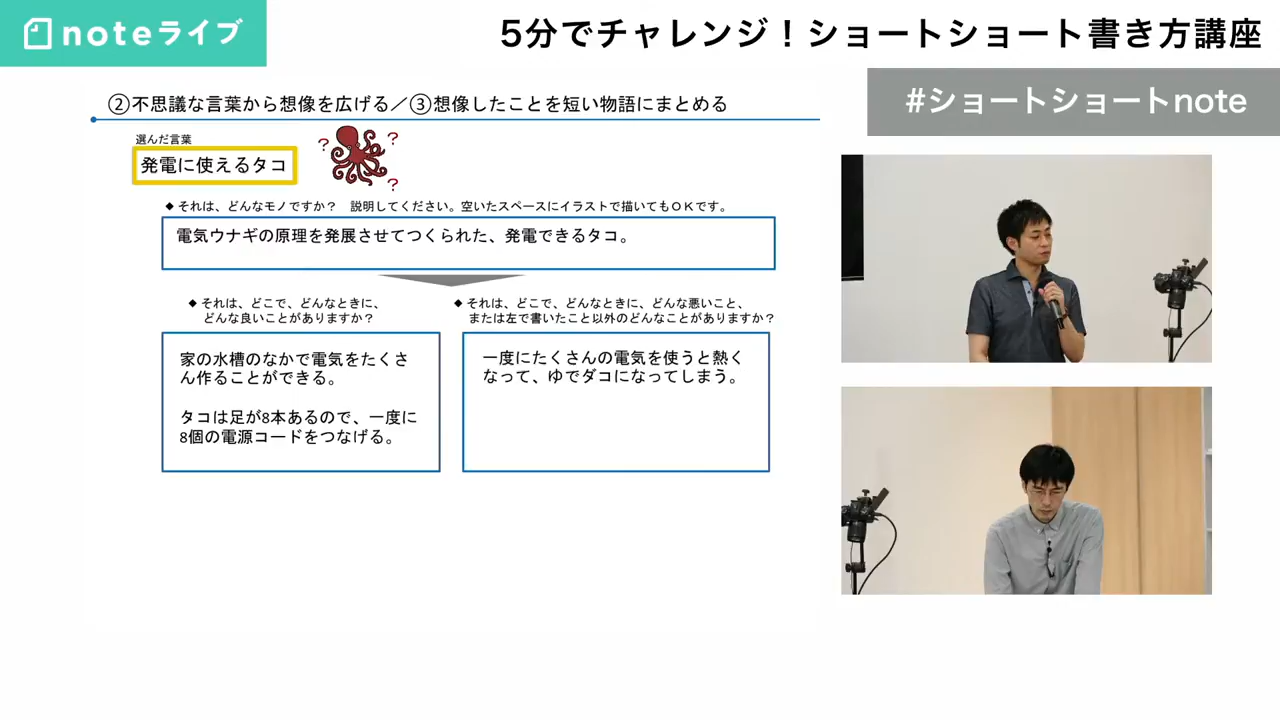 noteライブ
5分でチャレンジ！ショートショート書き方講座
#ショートショートnote
②不思議な言葉から想像を広げる／③想像したことを短い物語にまとめる
選んだ言葉
発電に使えるタコ
? ?
?
◆それは、どんなモノですか？　説明してください。空いたスペースにイラストで描いてもＯＫです。
電気ウナギの原理を発展させてつくられた、発電できるタコ。
◆それは、どこで、どんなときに、
どんな良いことがありますか？
家の水槽のなかで電気をたくさ
ん作ることができる。
タコは足が8本あるので、一度に
8個の電源コードをつなげる。
◆それは、どこで、どんなときに、どんな悪いこと、
または左で書いたこと以外のどんなことがありますか？
一度にたくさんの電気を使うと熱く
なって、ゆでダコになってしまう。